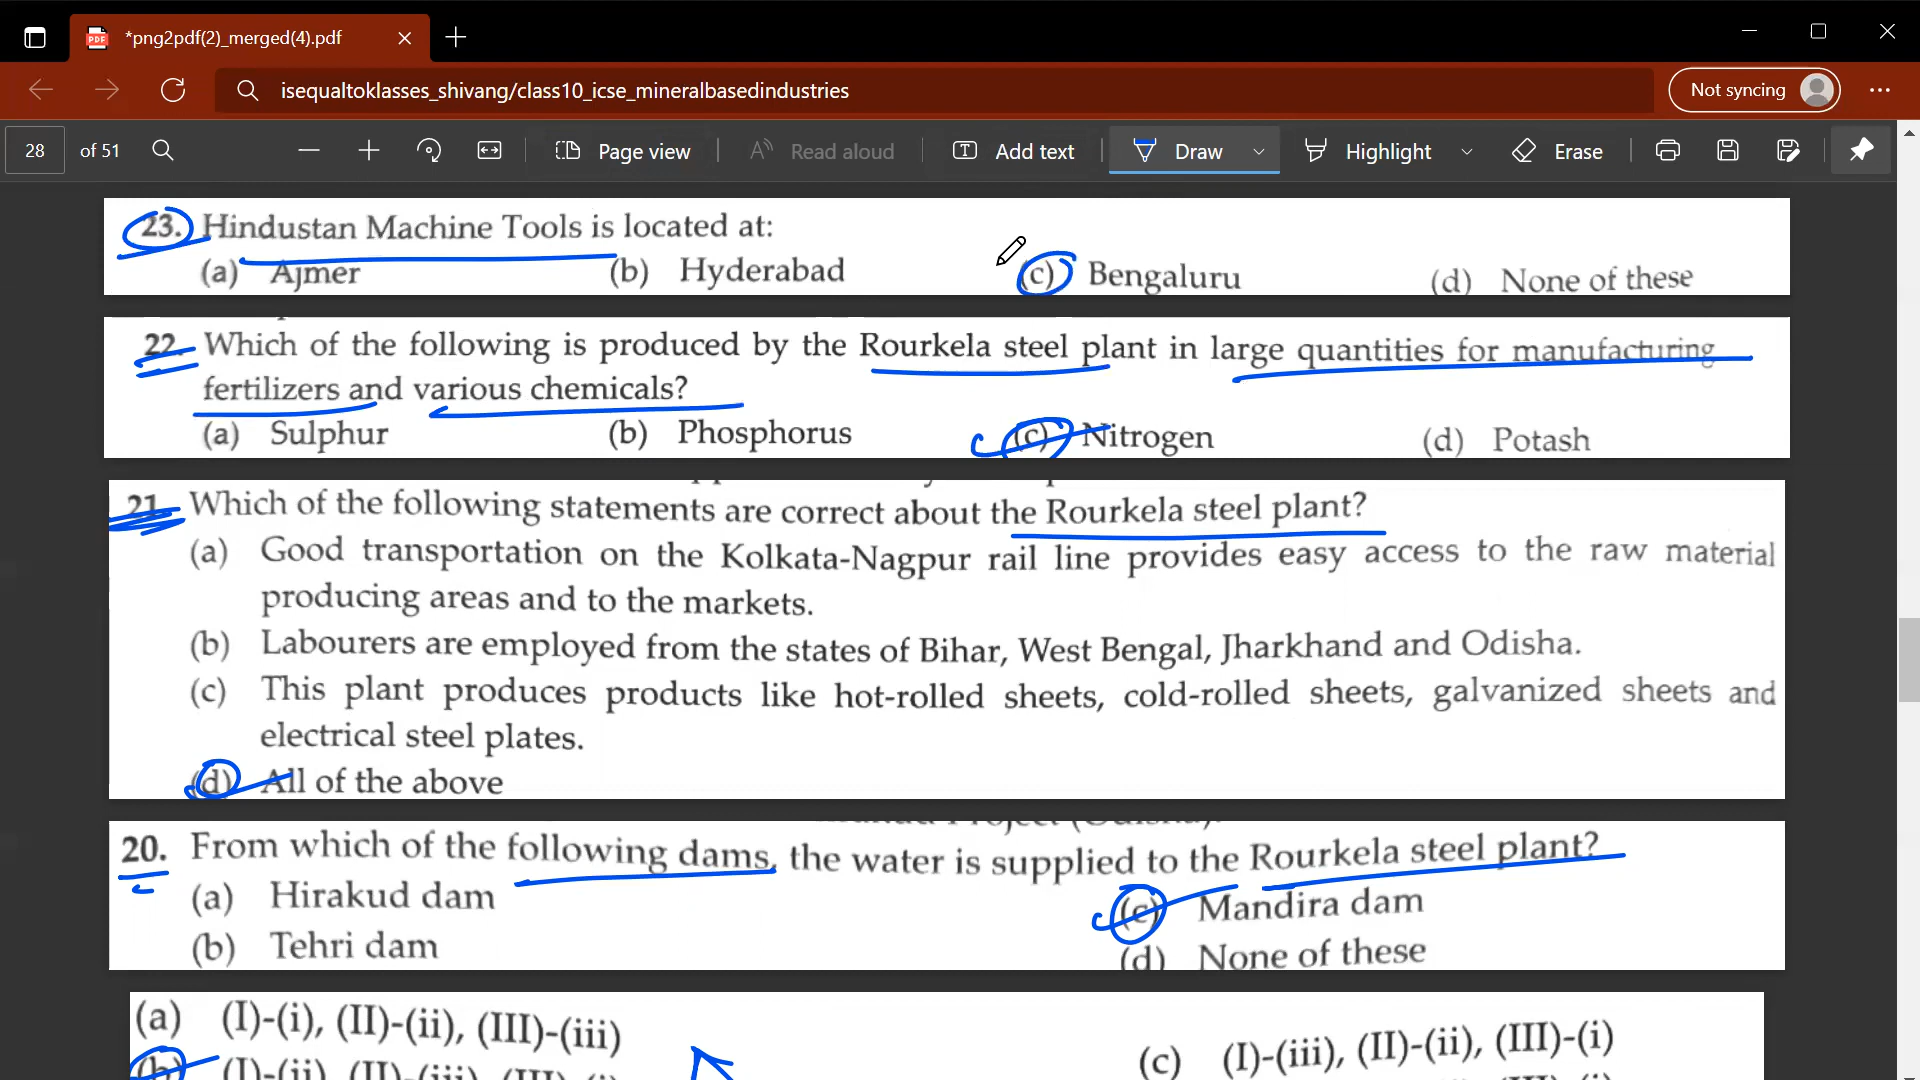 *png2pdf(2)_merged(4).pdf
isequaltoklasses_shivang/class10_icse_mineralbasedindustries
Not syncing
28 of 51
Page view
Read aloud
Add text
Draw
Highlight
Erase
23. Hindustan Machine Tools is located at:
(a) Ajmer (b) Hyderabad (c) Bengaluru (d) None of these
22. Which of the following is produced by the Rourkela steel plant in large quantities for manufacturing
fertilizers and various chemicals?
(a) Sulphur (b) Phosphorus (c) Nitrogen (d) Potash
21. Which of the following statements are correct about the Rourkela steel plant?
(a) Good transportation on the Kolkata-Nagpur rail line provides easy access to the raw material
producing areas and to the markets.
(b) Labourers are employed from the states of Bihar, West Bengal, Jharkhand and Odisha.
(c) This plant produces products like hot-rolled sheets, cold-rolled sheets, galvanized sheets and
electrical steel plates.
(d) All of the above
20. From which of the following dams, the water is supplied to the Rourkela steel plant?
(a) Hirakud dam (c) Mandira dam
(b) Tehri dam (d) None of these
(a) (I)-(i), (II)-(ii), (III)-(iii)
(c) (I)-(iii), (II)-(ii), (III)-(i)
(b) (I)-(ii), (II)-(iii), (III)-(i)